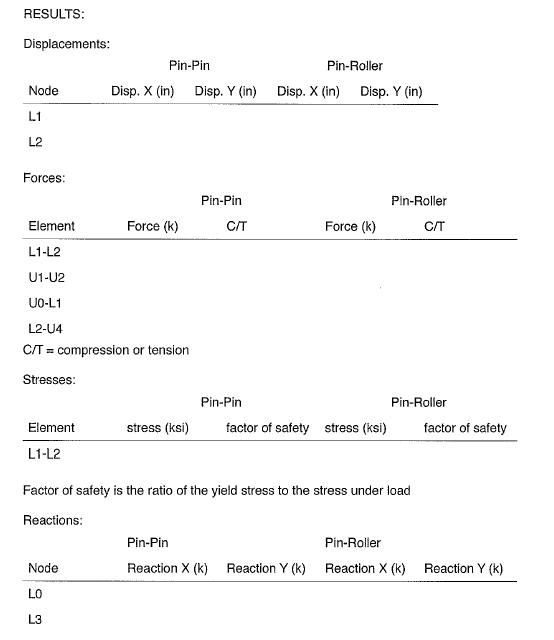 RESULTS:
Displacements:
Pin-Pin Pin-Roller
Node Disp. X (in) Disp. Y (in) Disp. X (in) Disp. Y (in)
L1
L2
Forces:
Pin-Pin Pin-Roller
Element Force (k) C/T Force (k) C/T
L1-L2
U1-U2
U0-L1
L2-U4
C/T = compression or tension
Stresses:
Pin-Pin Pin-Roller
Element stress (ksi) factor of safety stress (ksi) factor of safety
L1-L2
Factor of safety is the ratio of the yield stress to the stress under load
Reactions:
Pin-Pin Pin-Roller
Node Reaction X (k) Reaction Y (k) Reaction X (k) Reaction Y (k)
L0
L3